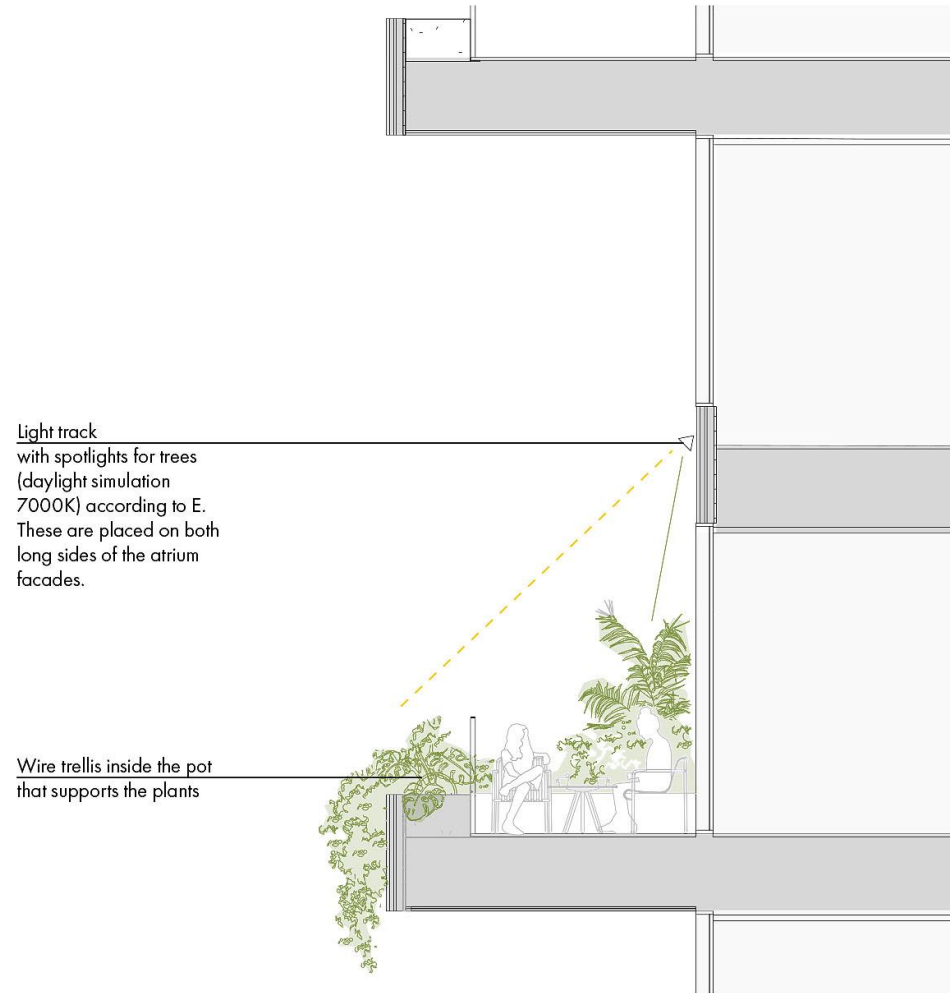 Light track
with spotlights for trees
(daylight simulation
7000K) according to E.
These are placed on both
long sides of the atrium
facades.
Wire trellis inside the pot
that supports the plants